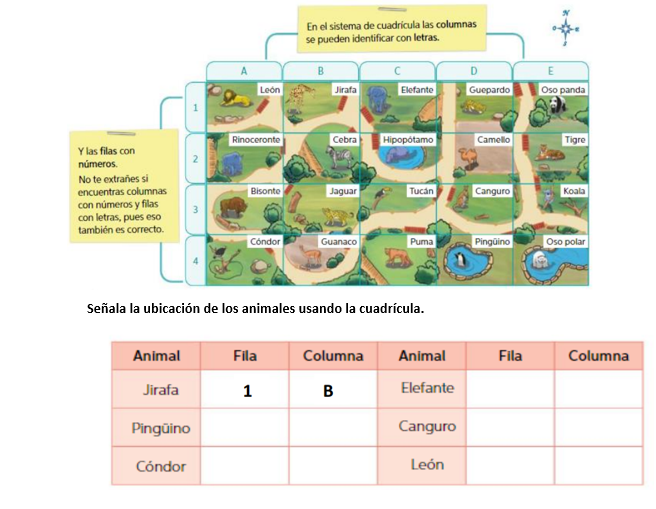 En el sistema de cuadrícula las columnas
se pueden identificar con letras.
N
O E
S
A B C D E
1
León Jirafa Elefante Guepardo Oso panda
Y las filas con
números.
No te extrañes si
encuentras columnas
con números y filas
con letras, pues eso
también es correcto.
2
Rinoceronte Cebra Hipopótamo Camello Tigre
3
Bisonte Jaguar Tucán Canguro Koala
4
Cóndor Guanaco Puma Pingüino Oso polar
Señala la ubicación de los animales usando la cuadrícula.
Animal Fila Columna Animal Fila Columna
Jirafa 1 B Elefante
Pingüino Canguro
Cóndor León